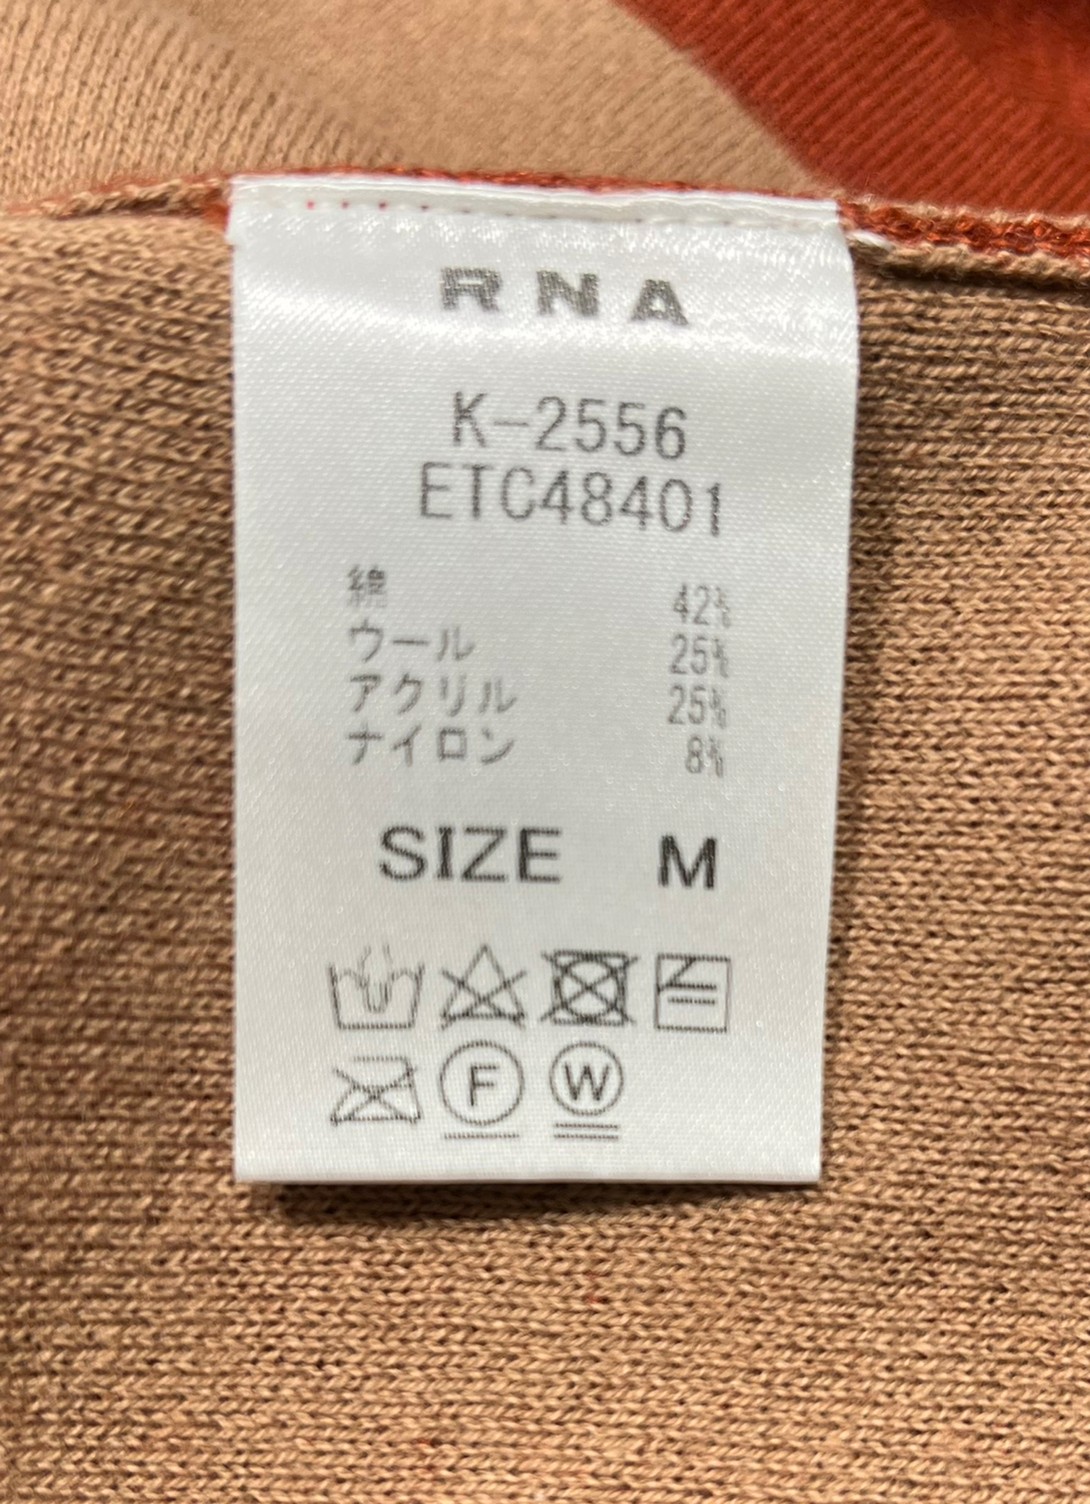 RNA
K-2556
ETC48401
綿 42%
ウール 25%
アクリル 25%
ナイロン 8%
SIZE M
F W